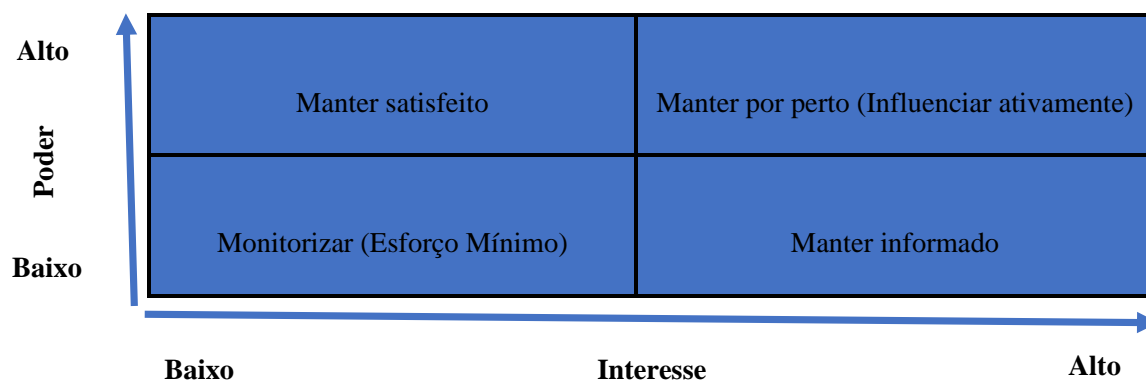 Alto
Manter satisfeito
Manter por perto (Influenciar ativamente)
Poder
Monitorizar (Esforço Mínimo)
Manter informado
Baixo
Baixo
Interesse
Alto